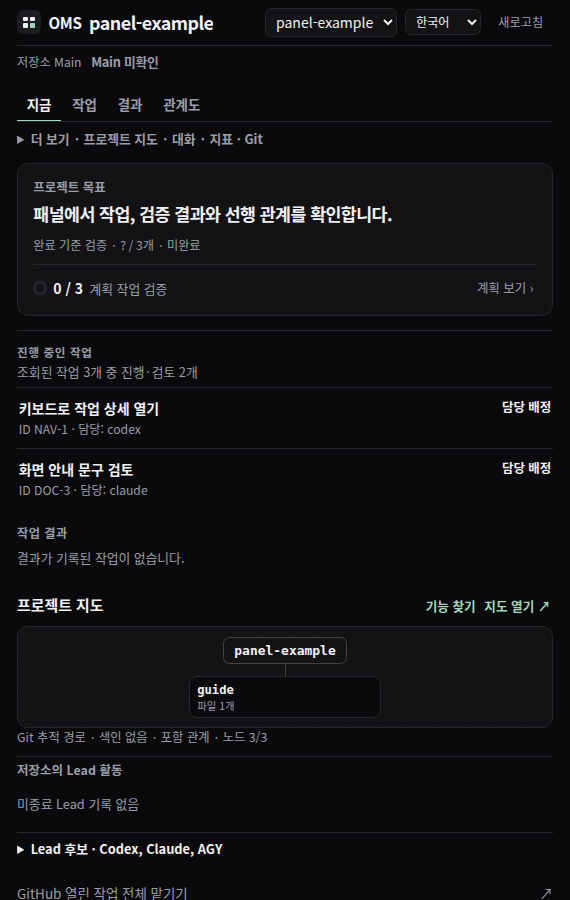 OMS panel-example panel-example 한국어 새로고침
저장소 Main Main 미확인
지금 작업 결과 관계도
▶ 더 보기 · 프로젝트 지도 · 대화 · 지표 · Git
프로젝트 목표
패널에서 작업, 검증 결과와 선행 관계를 확인합니다.
완료 기준 검증 · ? / 3개 · 미완료
0 / 3 계획 작업 검증 계획 보기 ›
진행 중인 작업
조회된 작업 3개 중 진행·검토 2개
키보드로 작업 상세 열기 담당 배정
ID NAV-1 · 담당: codex
화면 안내 문구 검토 담당 배정
ID DOC-3 · 담당: claude
작업 결과
결과가 기록된 작업이 없습니다.
프로젝트 지도 기능 찾기 지도 열기 ↗
panel-example
guide
파일 1개
Git 추적 경로 · 색인 없음 · 포함 관계 · 노드 3/3
저장소의 Lead 활동
미종료 Lead 기록 없음
▶ Lead 후보 · Codex, Claude, AGY
GitHub 열린 작업 전체 맡기기 ↗